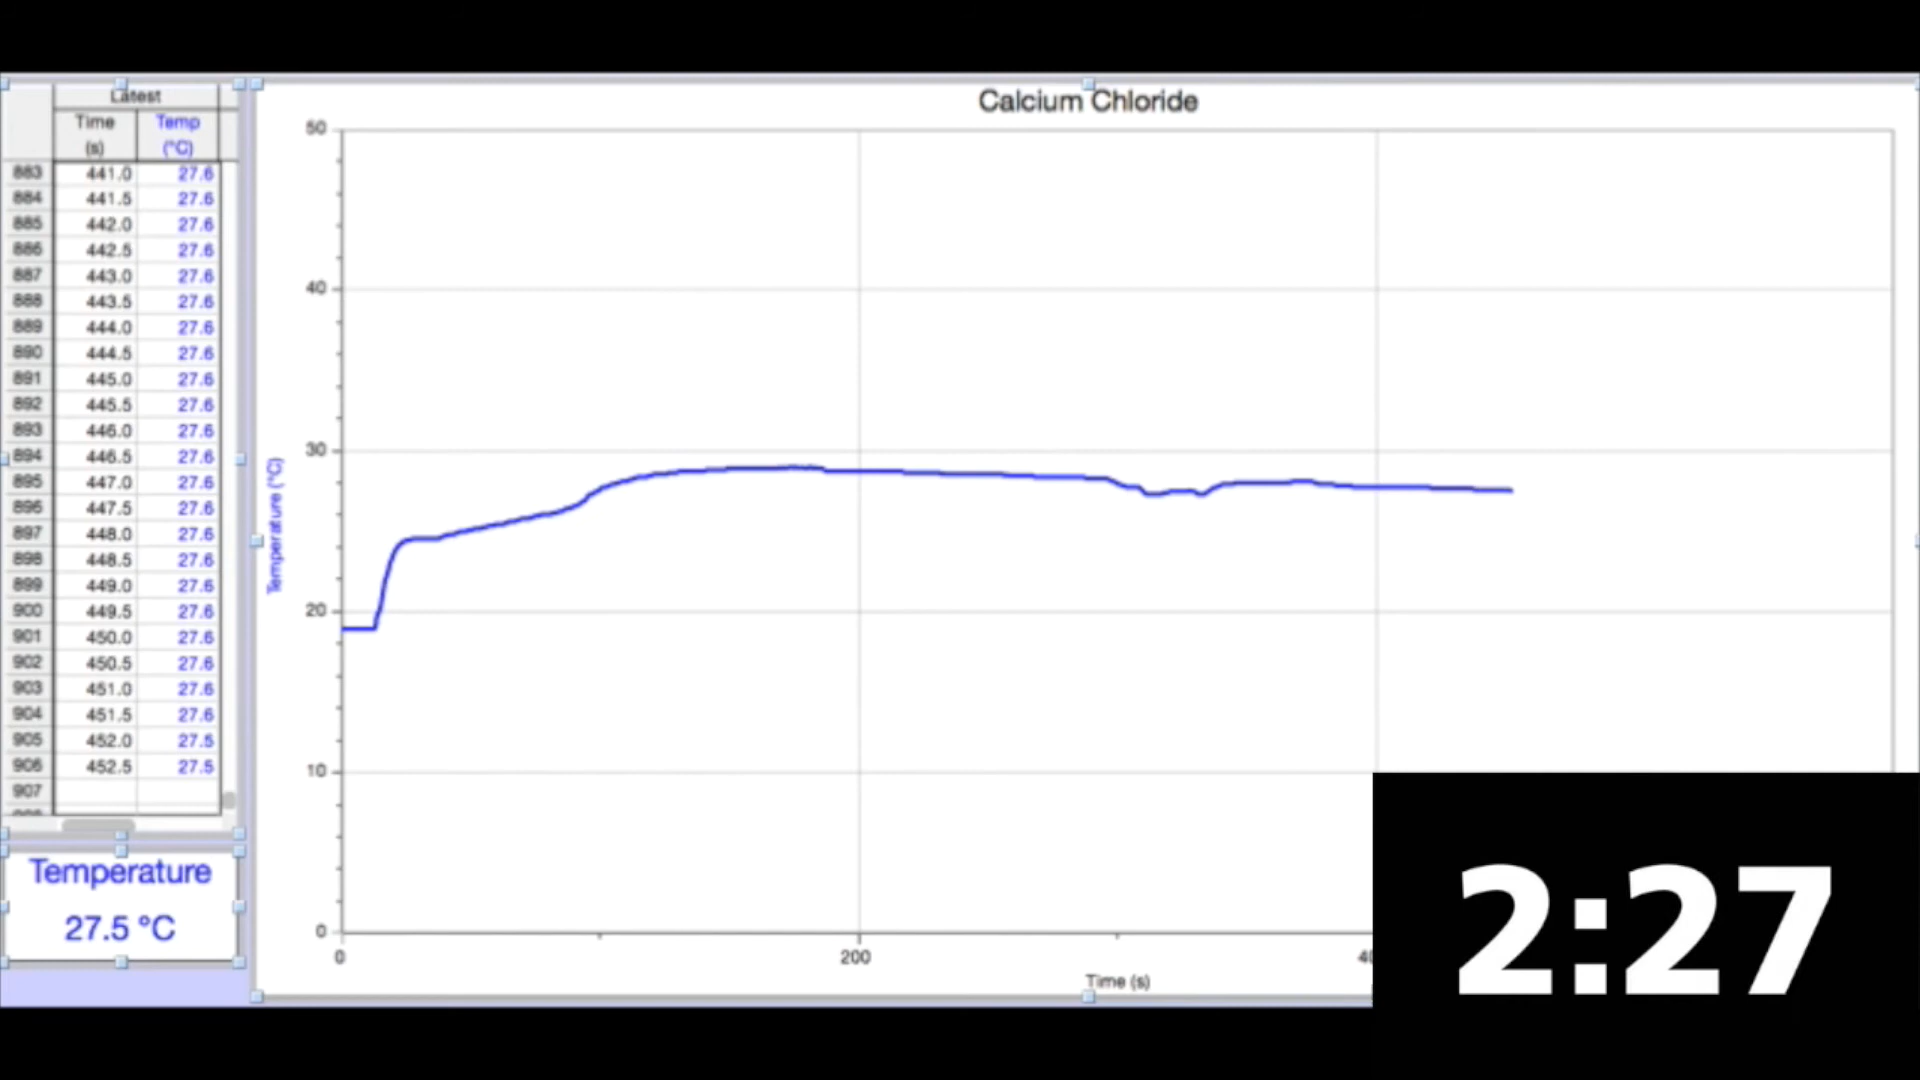 Latest
Time Temp
(s) (°C)
883 441.0 27.6
884 441.5 27.6
885 442.0 27.6
886 442.5 27.6
887 443.0 27.6
888 443.5 27.6
889 444.0 27.6
890 444.5 27.6
891 445.0 27.6
892 445.5 27.6
893 446.0 27.6
894 446.5 27.6
895 447.0 27.6
896 447.5 27.6
897 448.0 27.6
898 448.5 27.6
899 449.0 27.6
900 449.5 27.6
901 450.0 27.6
902 450.5 27.6
903 451.0 27.6
904 451.5 27.6
905 452.0 27.5
906 452.5 27.5
907
Temperature
27.5 °C
Calcium Chloride
50
40
30
20
10
0
Temperature (°C)
0 200
Time (s)
2:27